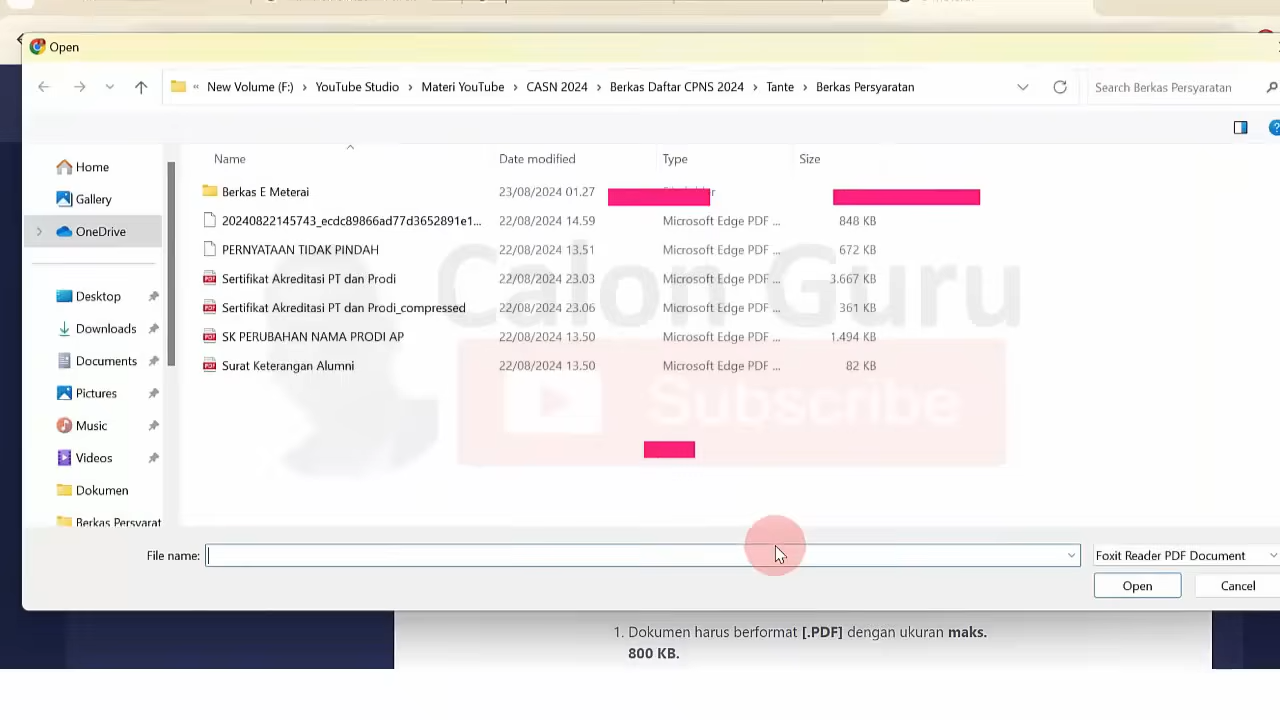 Open
« New Volume (F:) › YouTube Studio › Materi YouTube › CASN 2024 › Berkas Daftar CPNS 2024 › Tante › Berkas Persyaratan
Search Berkas Persyaratan
Name Date modified Type Size
Home
Gallery
OneDrive
Desktop
Downloads
Documents
Pictures
Music
Videos
Dokumen
Berkas Persyarat
Berkas E Meterai 23/08/2024 01.27
20240822145743_ecdc89866ad77d3652891e1... 22/08/2024 14.59 Microsoft Edge PDF ... 848 KB
PERNYATAAN TIDAK PINDAH 22/08/2024 13.51 Microsoft Edge PDF ... 672 KB
Sertifikat Akreditasi PT dan Prodi 22/08/2024 23.03 Microsoft Edge PDF ... 3.667 KB
Sertifikat Akreditasi PT dan Prodi_compressed 22/08/2024 23.06 Microsoft Edge PDF ... 361 KB
SK PERUBAHAN NAMA PRODI AP 22/08/2024 13.50 Microsoft Edge PDF ... 1.494 KB
Surat Keterangan Alumni 22/08/2024 13.50 Microsoft Edge PDF ... 82 KB
Calon Guru
Subscribe
File name:
Foxit Reader PDF Document
Open Cancel
1. Dokumen harus berformat [.PDF] dengan ukuran maks.
800 KB.